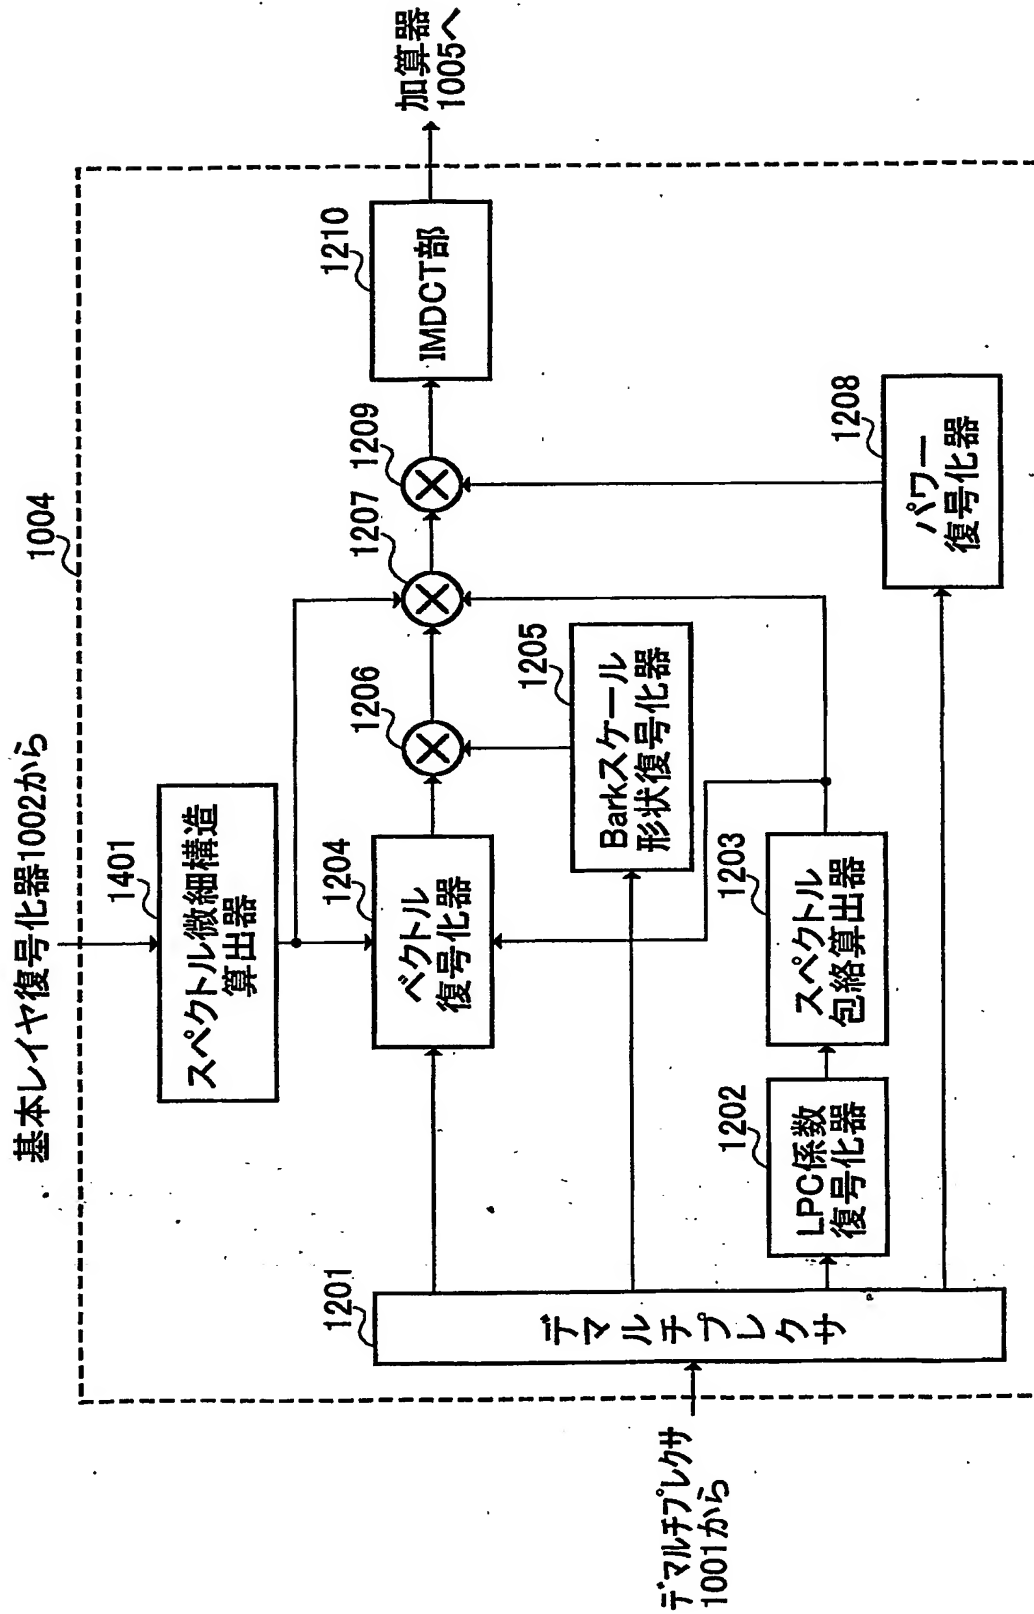 基本レイヤ復号化器1002から
1004
1401
スペクトル微細構造
算出器
加算器
1005へ
1210
IMDCT部
1209
1207
1206
1204
ベクトル
復号化器
1205
Barkスケール
形状復号化器
1208
パワー
復号化器
1203
スペクトル
包絡算出器
1202
LPC係数
復号化器
1201
デマルチプレクサ
デマルチプレクサ
1001から